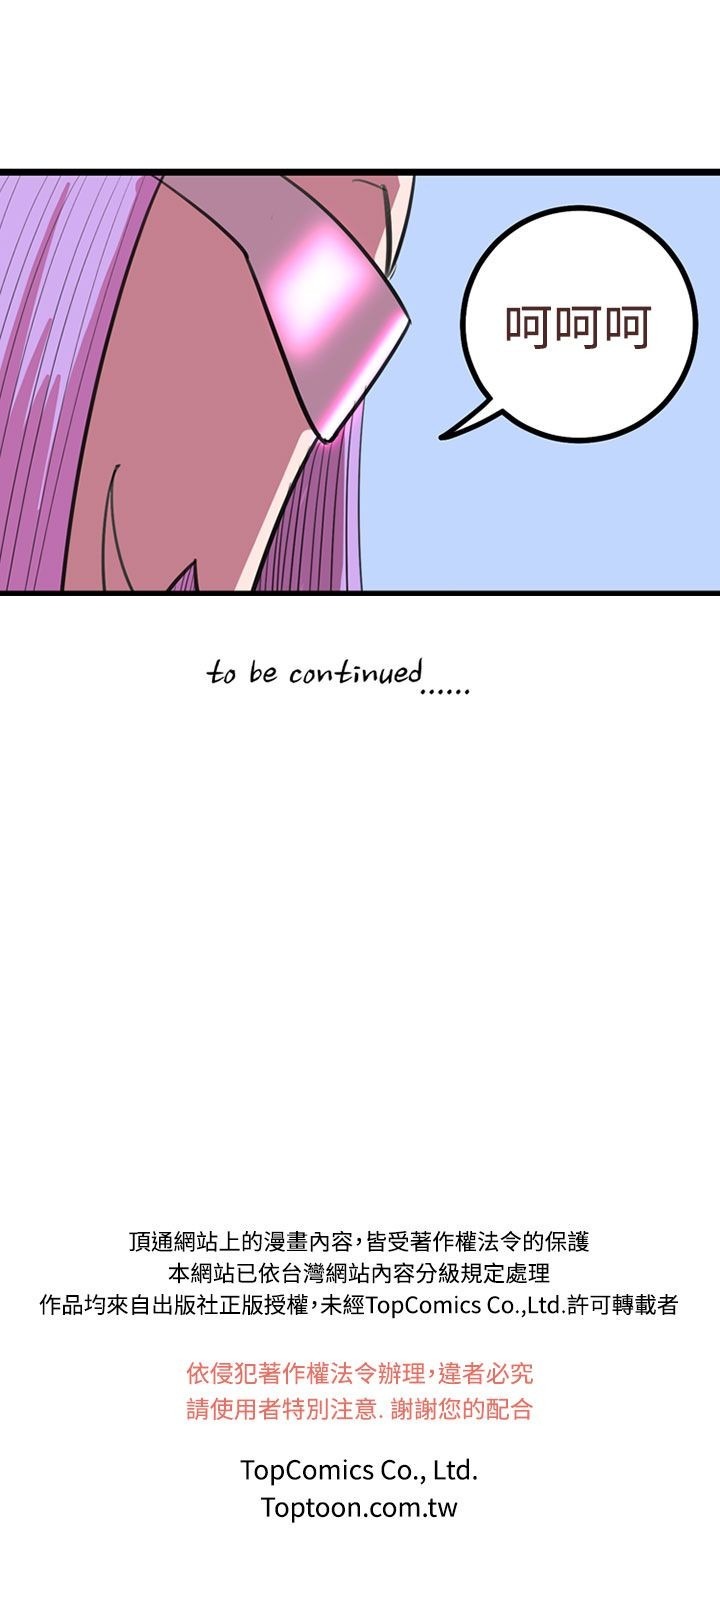 呵呵呵
to be continued......
頂通網站上的漫畫內容，皆受著作權法令的保護
本網站已依台灣網站內容分級規定處理
作品均來自出版社正版授權，未經TopComics Co.,Ltd.許可轉載者
依侵犯著作權法令辦理，違者必究
請使用者特別注意. 謝謝您的配合
TopComics Co., Ltd.
Toptoon.com.tw